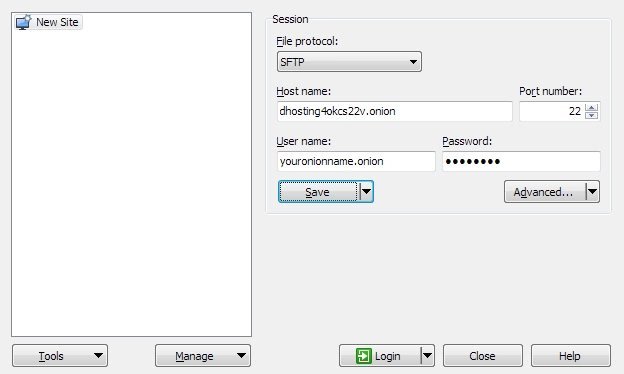 New Site
Session
File protocol:
SFTP
Host name: Port number:
dhosting4okcs22v.onion 22
User name: Password:
youronionname.onion ●●●●●●●●
Save Advanced...
Tools Manage Login Close Help